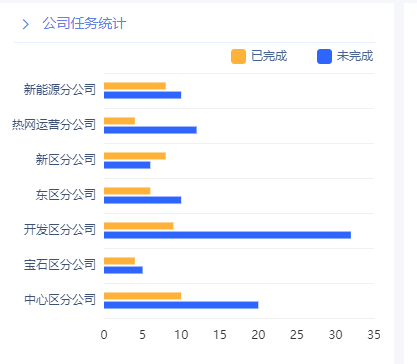 公司任务统计
已完成 未完成
新能源分公司
热网运营分公司
新区分公司
东区分公司
开发区分公司
宝石区分公司
中心区分公司
0 5 10 15 20 25 30 35